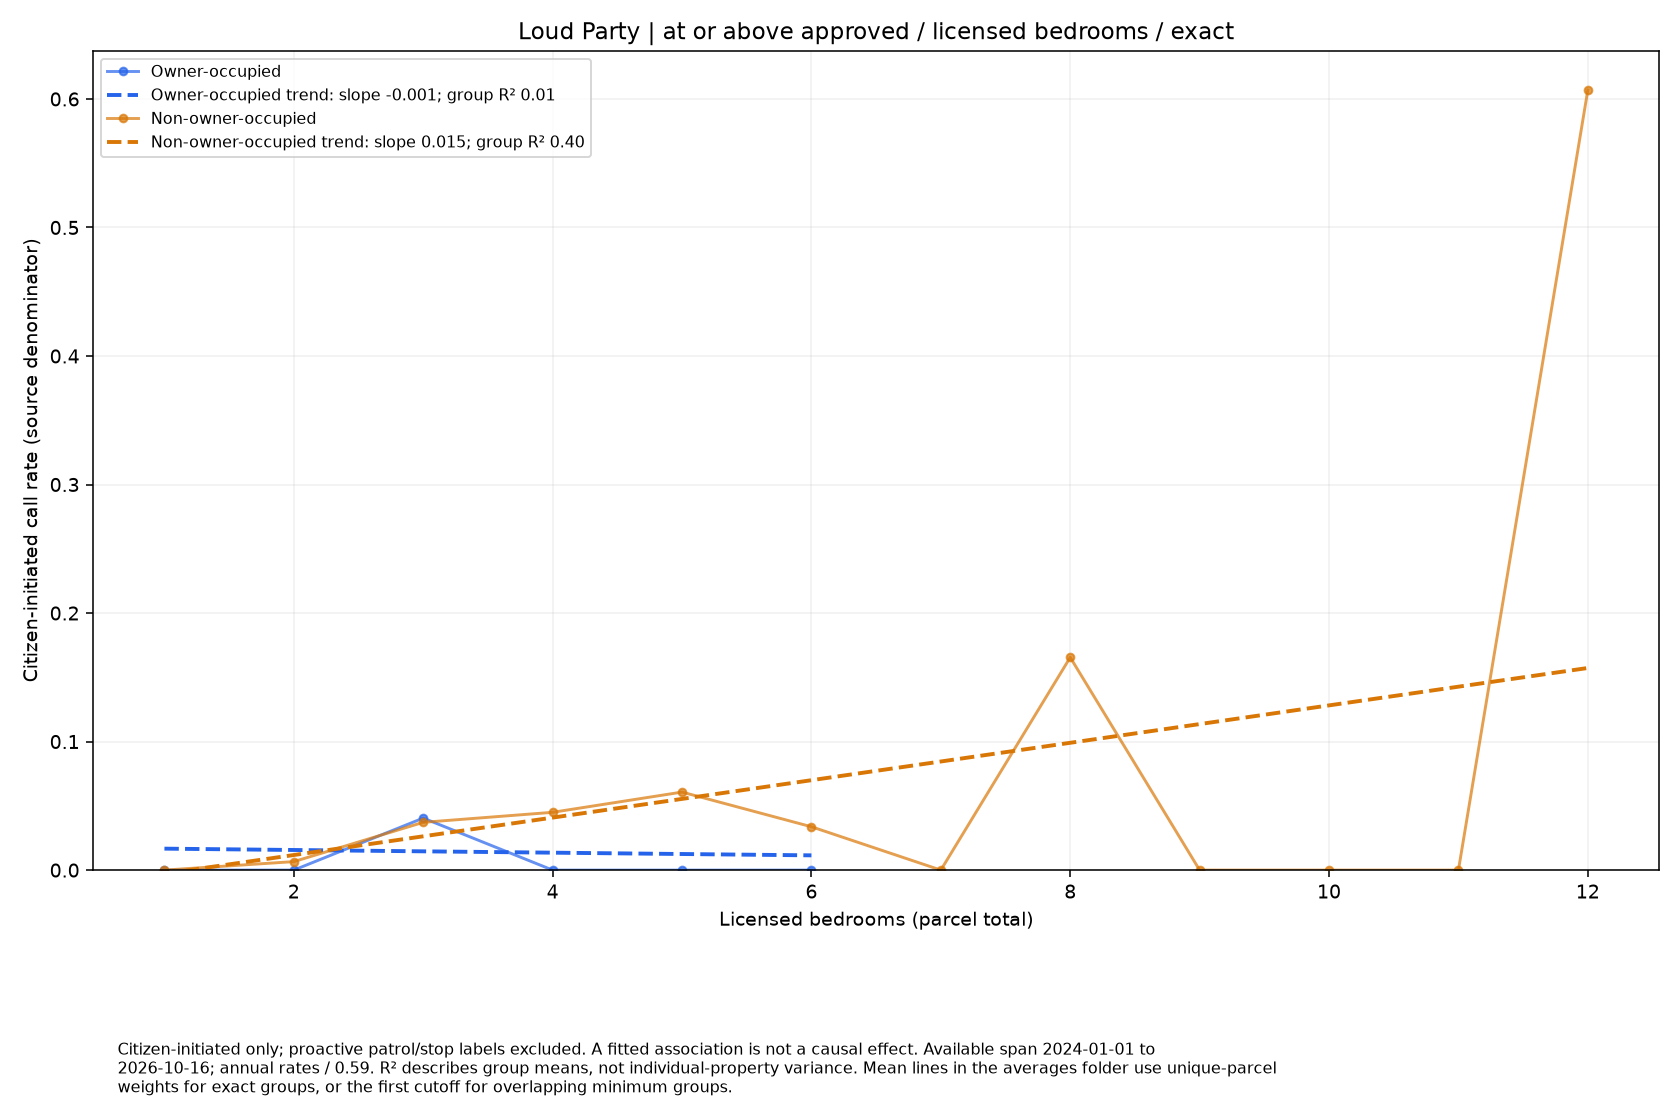 Loud Party | at or above approved / licensed bedrooms / exact
Owner-occupied
Owner-occupied trend: slope -0.001; group R² 0.01
Non-owner-occupied
Non-owner-occupied trend: slope 0.015; group R² 0.40
Citizen-initiated call rate (source denominator)
0.6
0.5
0.4
0.3
0.2
0.1
0.0
2 4 6 8 10 12
Licensed bedrooms (parcel total)
Citizen-initiated only; proactive patrol/stop labels excluded. A fitted association is not a causal effect. Available span 2024-01-01 to
2026-10-16; annual rates / 0.59. R² describes group means, not individual-property variance. Mean lines in the averages folder use unique-parcel
weights for exact groups, or the first cutoff for overlapping minimum groups.